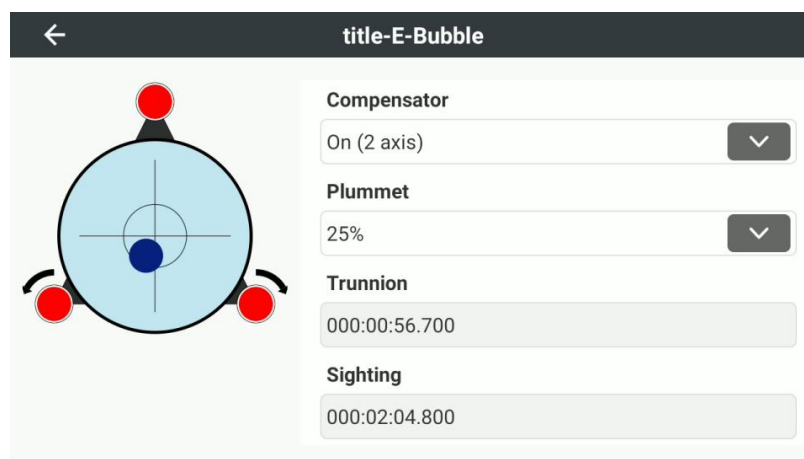 title-E-Bubble
Compensator
On (2 axis)
Plummet
25%
Trunnion
000:00:56.700
Sighting
000:02:04.800